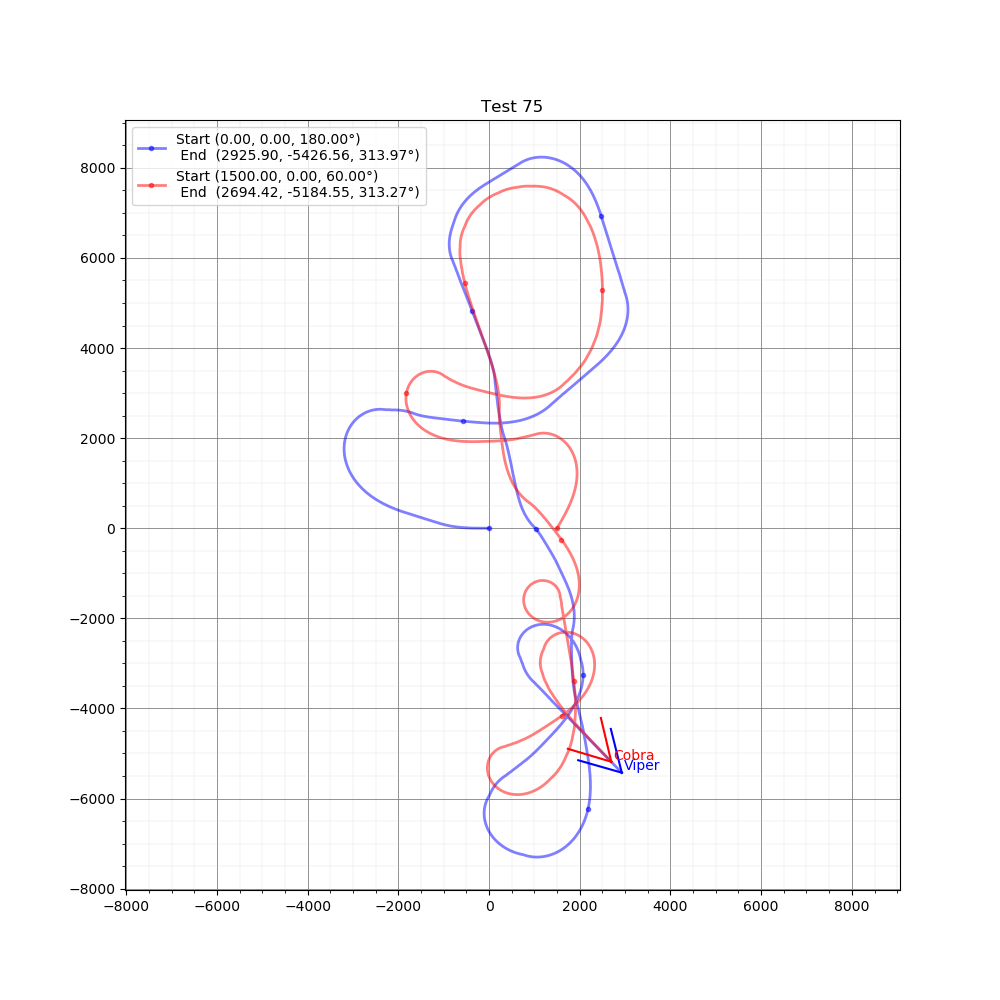 Test 75
Start (0.00, 0.00, 180.00°)
End  (2925.90, -5426.56, 313.97°)
Start (1500.00, 0.00, 60.00°)
End  (2694.42, -5184.55, 313.27°)
8000
6000
4000
2000
0
−2000
−4000
−6000
−8000
Cobra
Viper
−8000 −6000 −4000 −2000 0 2000 4000 6000 8000